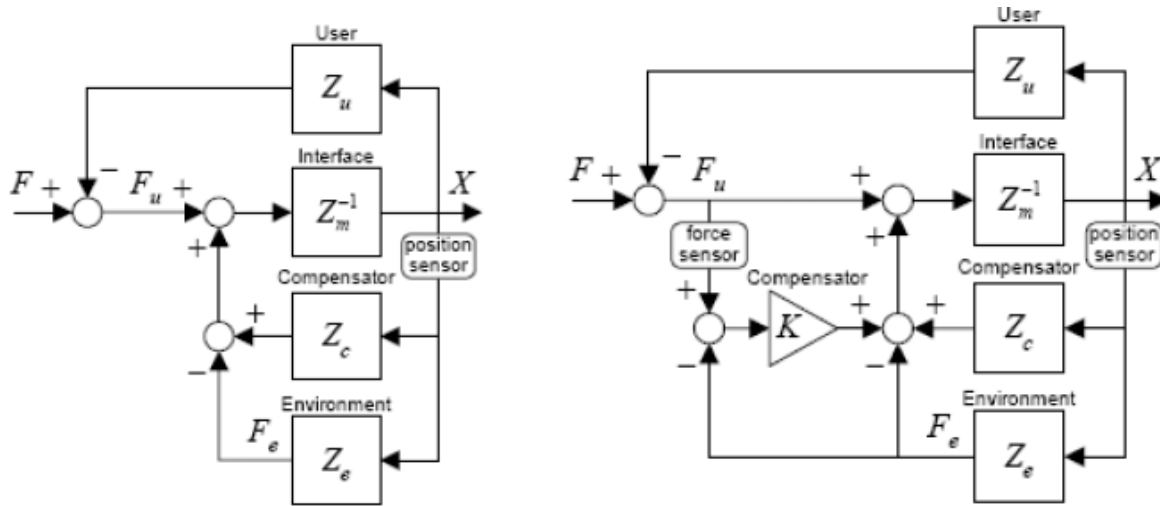 User
Z_u
Interface
F + − F_u + Z_m^{-1} X
+
position
sensor
Compensator
+ Z_c
−
Environment
F_e Z_e
User
Z_u
Interface
F + − F_u + Z_m^{-1} X
+
force
sensor
position
sensor
Compensator
Compensator
+ K + + Z_c
− −
Environment
F_e Z_e